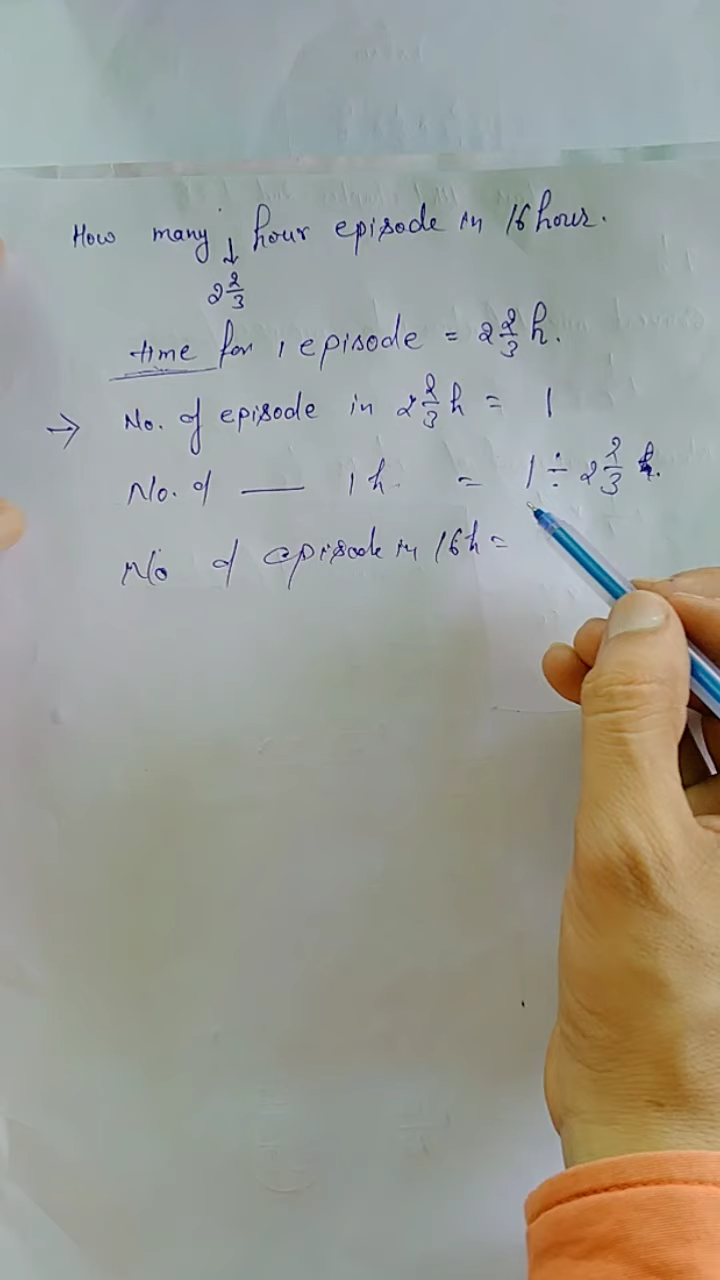 How many ↓ hour episode in 16 hour.
2 2/3
time for 1 episode = 2 2/3 h.
→ No. of episode in 2 2/3 h = 1
No. of —— 1 h. = 1 ÷ 2 2/3
No of episode in 16h =